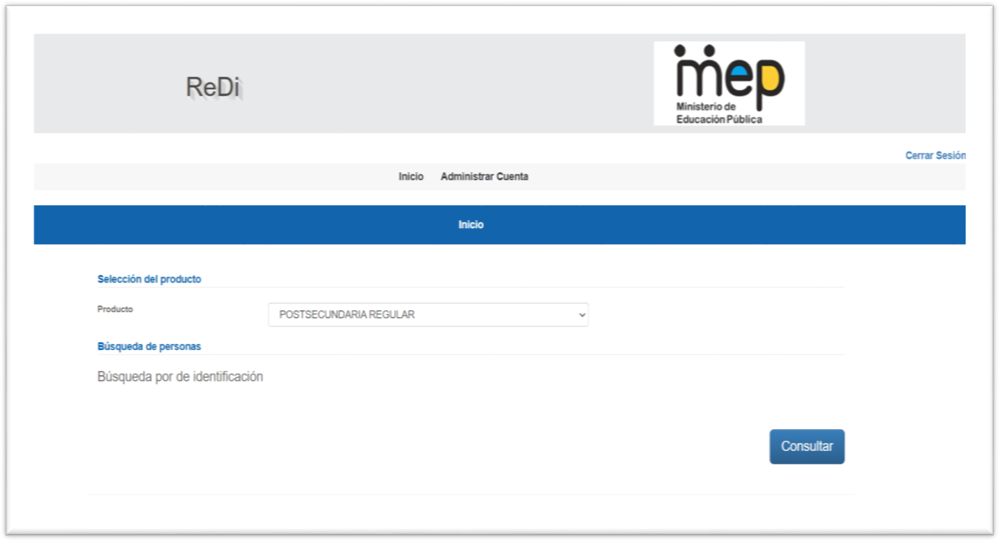 ReDi
mep
Ministerio de
Educación Pública
Cerrar Sesión
Inicio Administrar Cuenta
Inicio
Selección del producto
Producto POSTSECUNDARIA REGULAR
Búsqueda de personas
Búsqueda por de identificación
Consultar